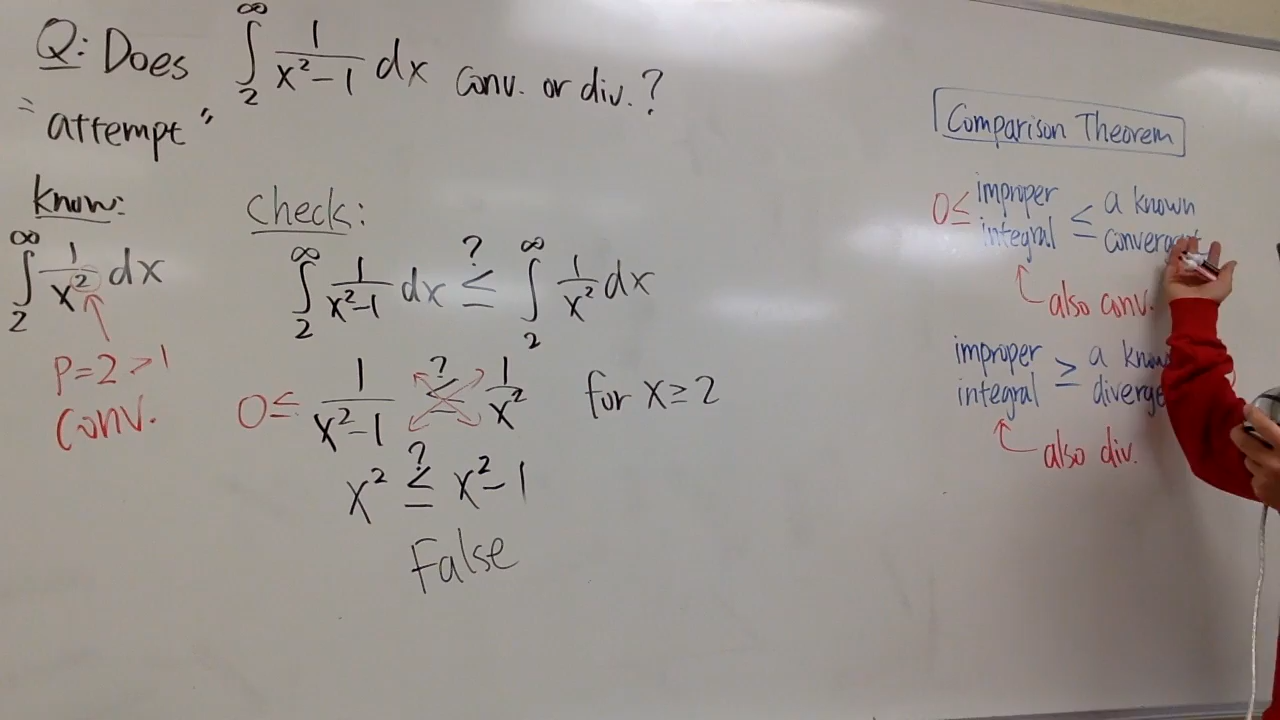 Q: Does ∫₂^∞ 1/(x²-1) dx conv. or div.?
"attempt"
know:
∫₂^∞ 1/x² dx
P=2>1
Conv.
check:
∫₂^∞ 1/(x²-1) dx ≤? ∫₂^∞ 1/x² dx
0≤ 1/(x²-1) ≤? 1/x² for x≥2
x² ≤? x²-1
False
Comparison Theorem
0≤ improper integral ≤ a known
also conv.
improper integral ≥ a
also div.